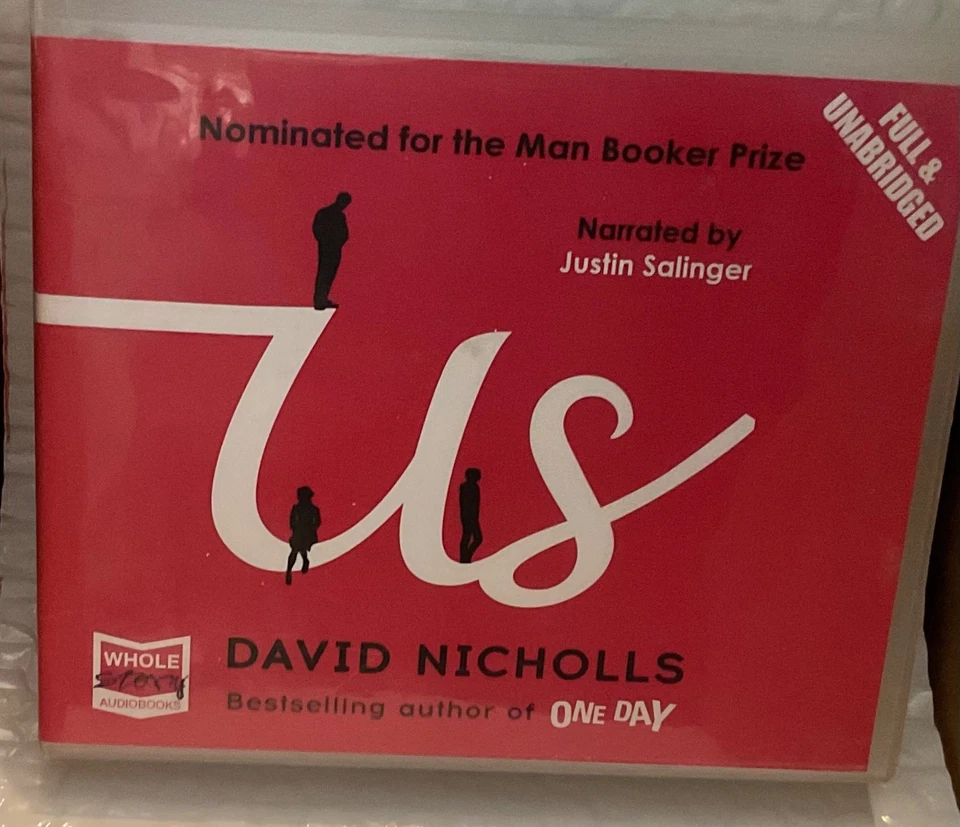 Nominated for the Man Booker Prize
FULL &
UNABRIDGED
Narrated by
Justin Salinger
us
DAVID NICHOLLS
Bestselling author of ONE DAY
WHOLE
story
AUDIOBOOKS